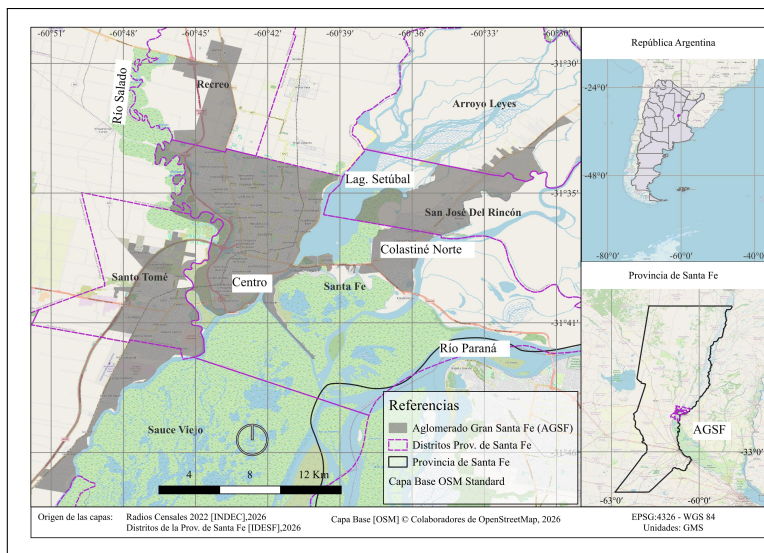 -60°51' -60°48' -60°45' -60°42' -60°39' -60°36' -60°33' -60°30'
-31°30'
Recreo
Río Salado
Arroyo Leyes
Lag. Setúbal
-31°35'
San José Del Rincón
Colastiné Norte
Santo Tomé
Centro
Santa Fe
-31°41'
Río Paraná
Sauce Viejo
-31°46'
4 8 12 Km
Referencias
Aglomerado Gran Santa Fe (AGSF)
Distritos Prov. de Santa Fe
Provincia de Santa Fe
Capa Base OSM Standard
República Argentina
-24°0'
-48°0'
-80°0' -60°0' -40°0'
Provincia de Santa Fe
AGSF
-33°0'
-63°0' -60°0'
Origen de las capas: Radios Censales 2022 [INDEC],2026
Distritos de la Prov. de Santa Fe [IDESF],2026
Capa Base [OSM] © Colaboradores de OpenStreetMap, 2026
EPSG:4326 - WGS 84
Unidades: GMS